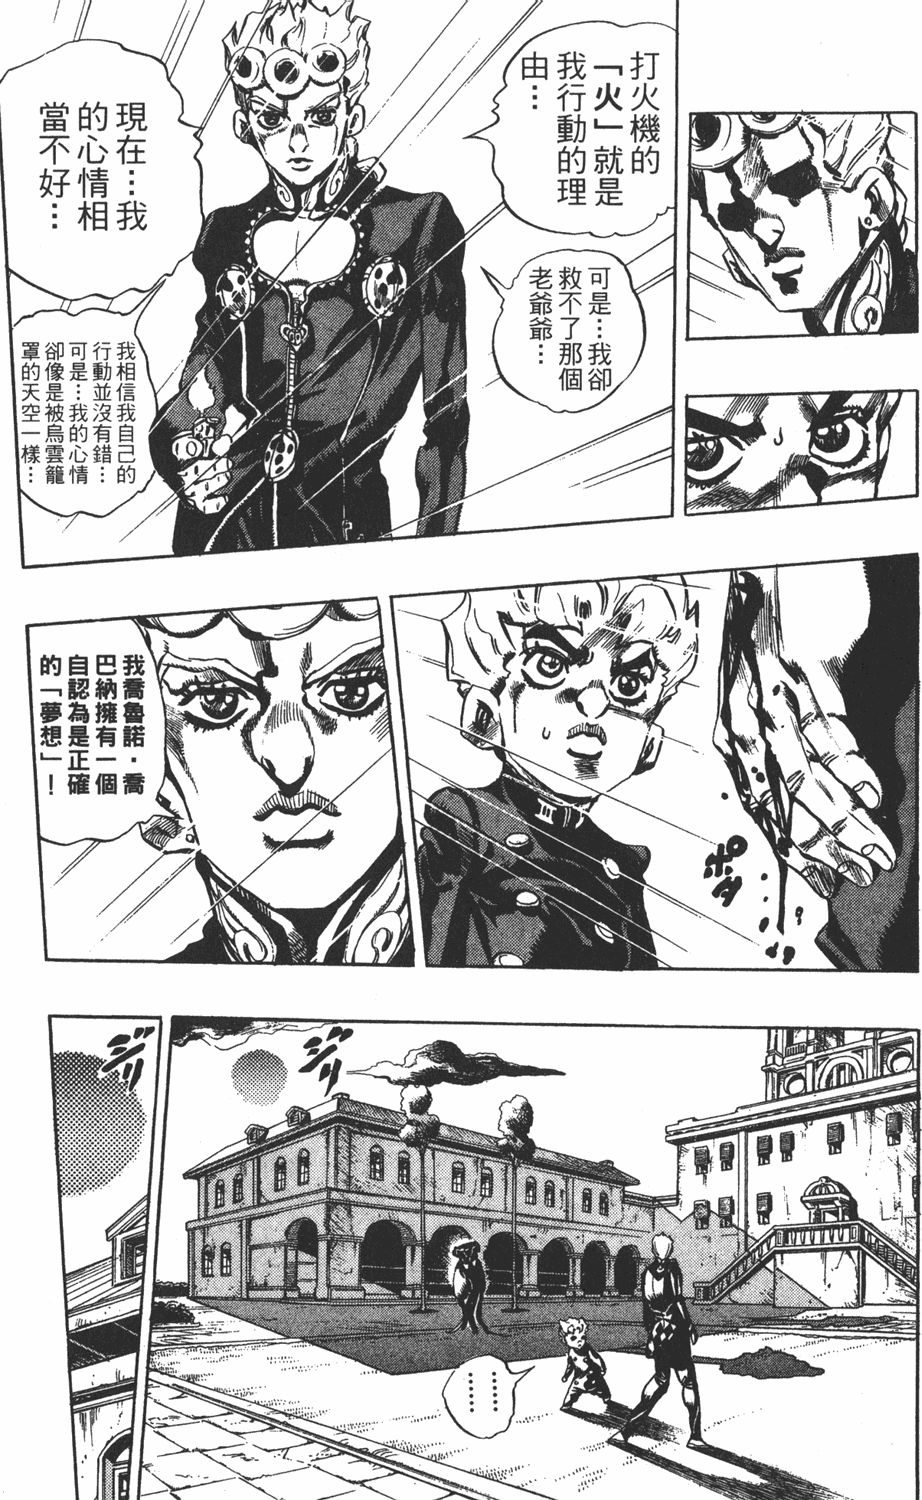 打火機的
「火」就是
我行動的理
由…
可是…我卻
救不了那個
老爺爺…
現在…我
的心情相
當不好…
我相信我自己的
行動並沒有錯…
可是…我的心情
卻像是被烏雲籠
罩的天空一樣…
ポタ
我喬魯諾．喬
巴納擁有一個
自認為是正確
的「夢想」！
ジリ
ジリ
……
……